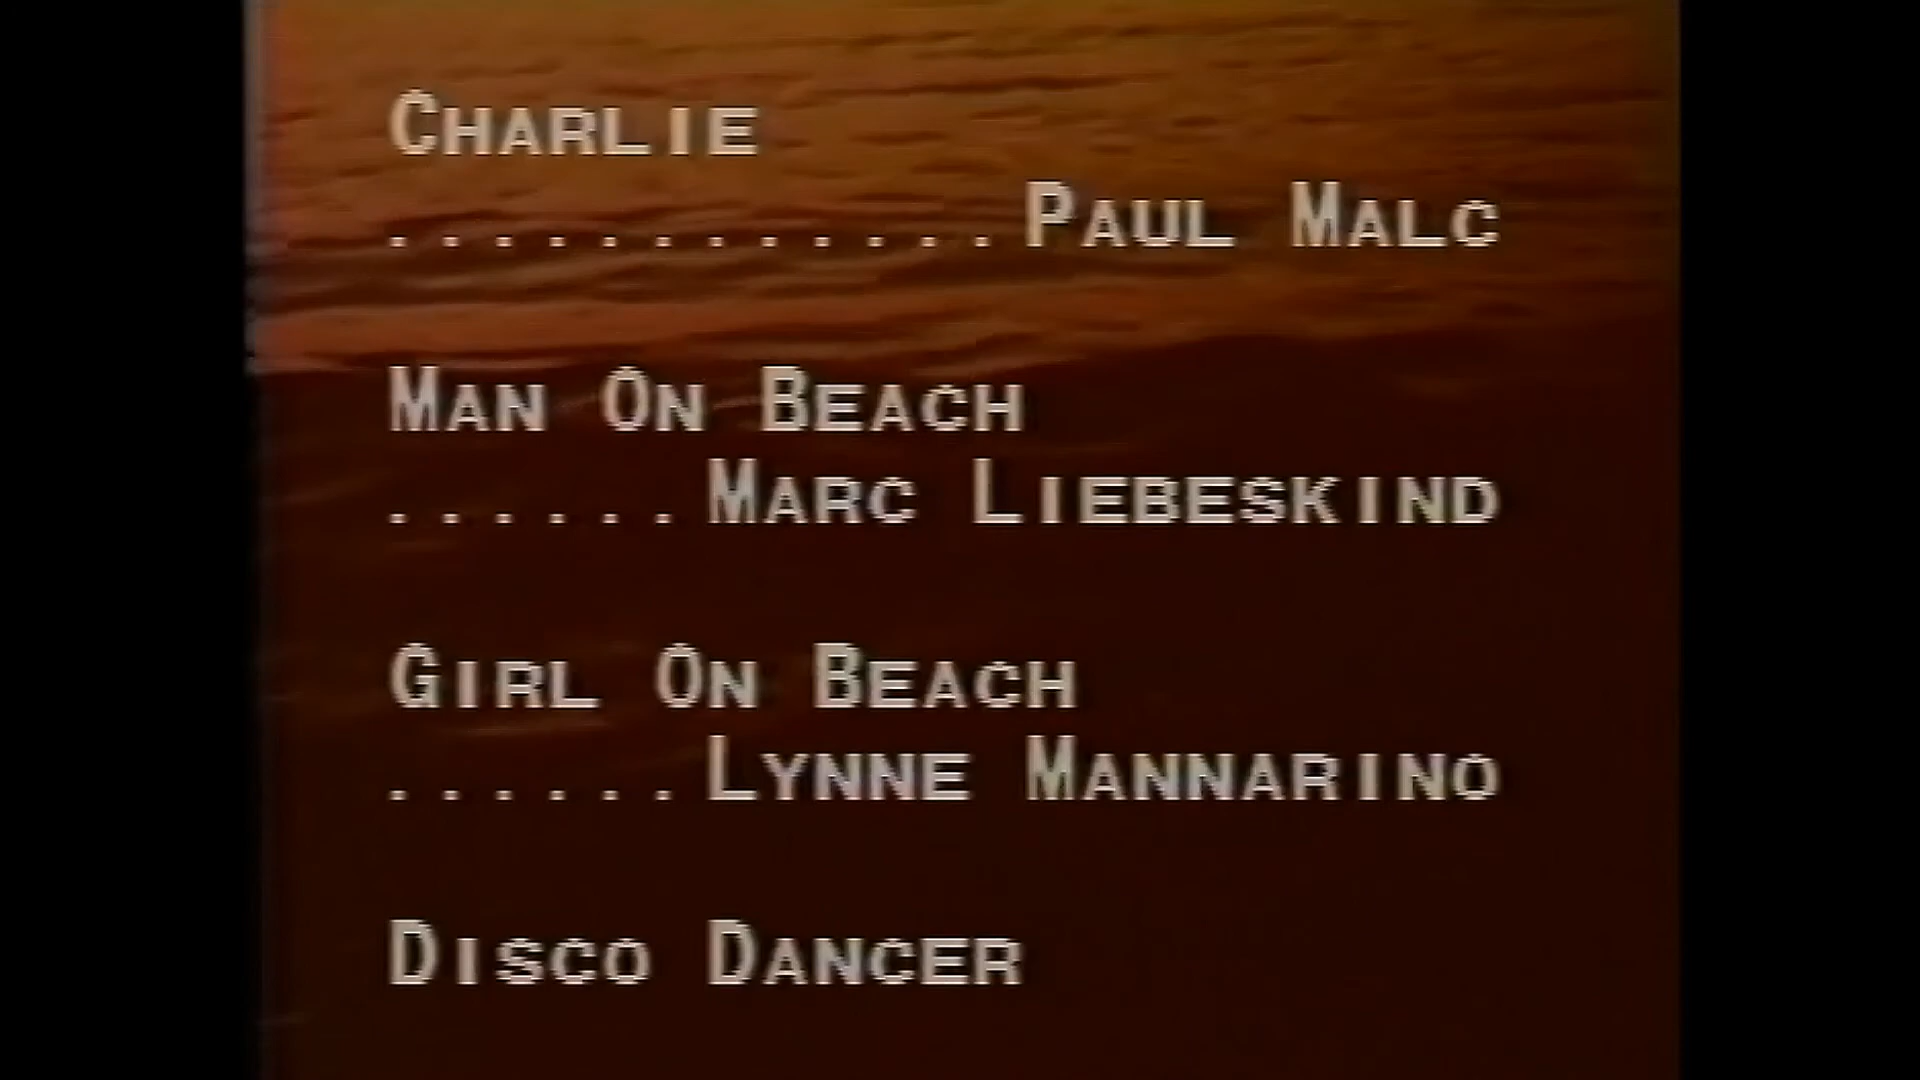 Charlie
.............Paul Malc
Man On Beach
......Marc Liebeskind
Girl On Beach
......Lynne Mannarino
Disco Dancer